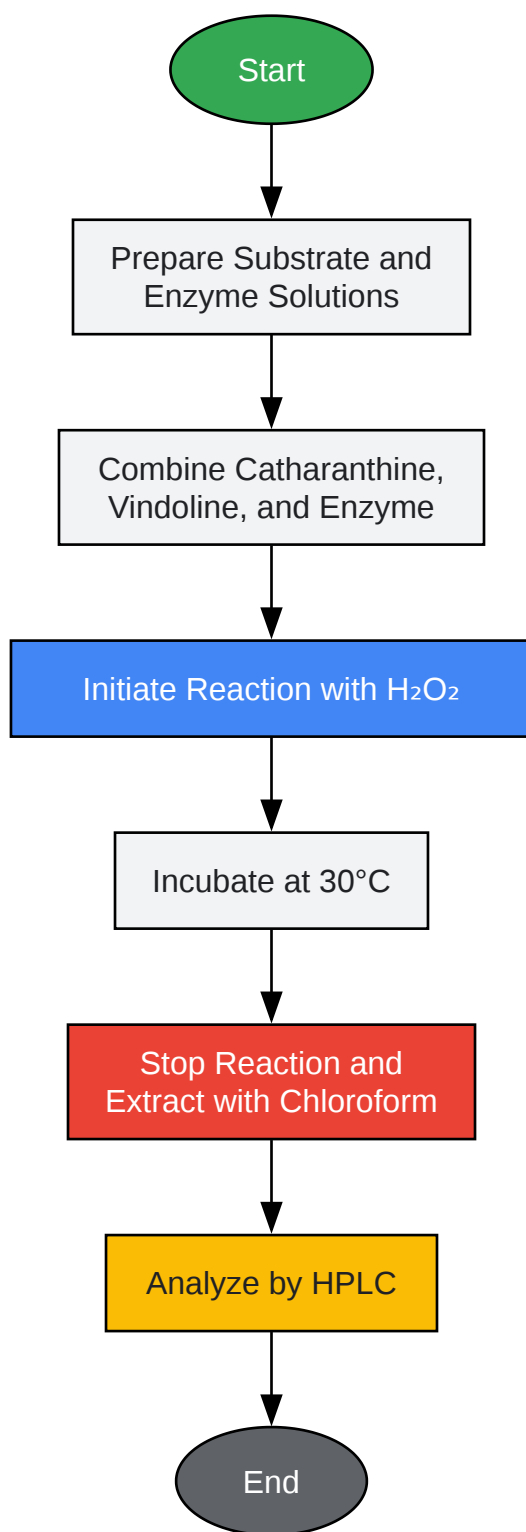 Start
Prepare Substrate and
Enzyme Solutions
Combine Catharanthine,
Vindoline, and Enzyme
Initiate Reaction with H₂O₂
Incubate at 30°C
Stop Reaction and
Extract with Chloroform
Analyze by HPLC
End